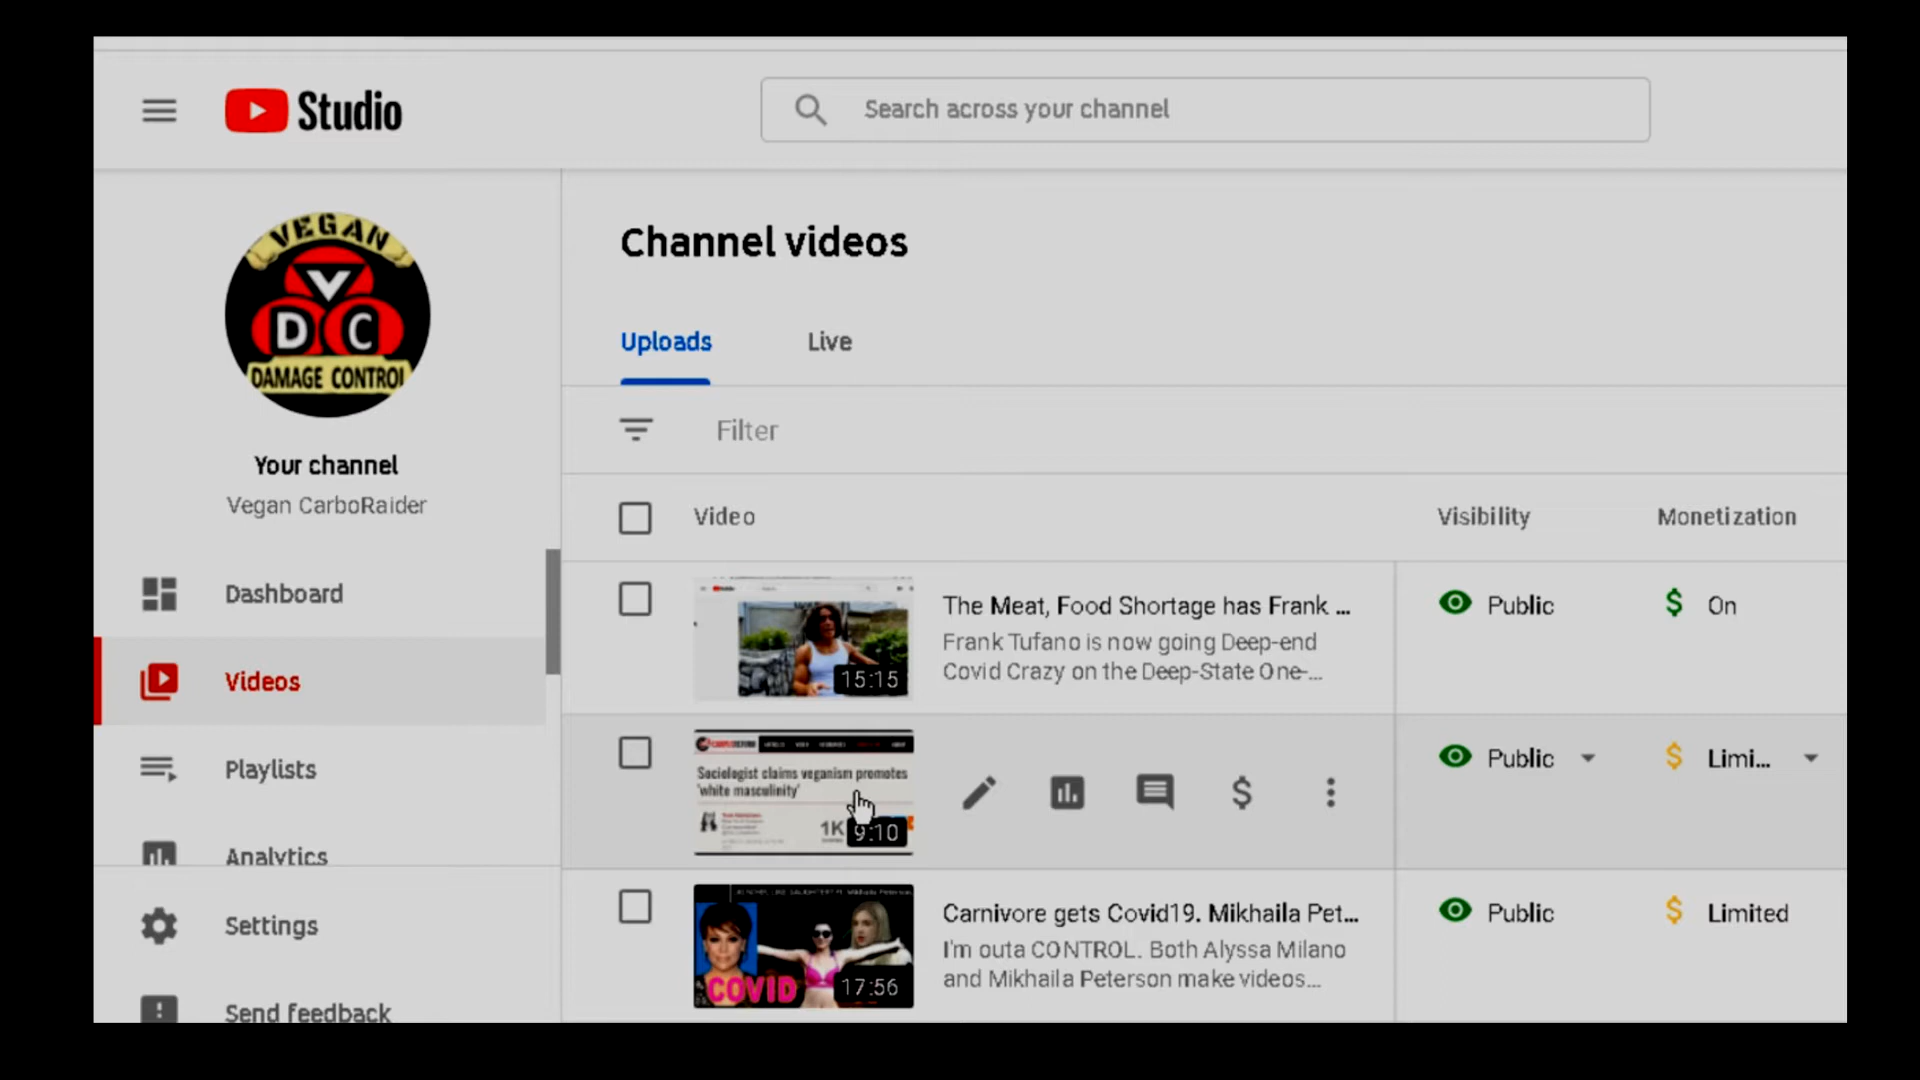 Studio
Search across your channel
VEGAN
V
D C
DAMAGE CONTROL
Your channel
Vegan CarboRaider
Dashboard
Videos
Playlists
Analytics
Settings
Send feedback
Channel videos
Uploads
Live
Filter
Video
Visibility
Monetization
15:15
The Meat, Food Shortage has Frank ...
Frank Tufano is now going Deep-end
Covid Crazy on the Deep-State One-...
Public
On
Sociologist claims veganism promotes
'white masculinity'
1K
9:10
Public
Limi...
COVID
17:56
Carnivore gets Covid19. Mikhaila Pet...
I'm outa CONTROL. Both Alyssa Milano
and Mikhaila Peterson make videos...
Public
Limited